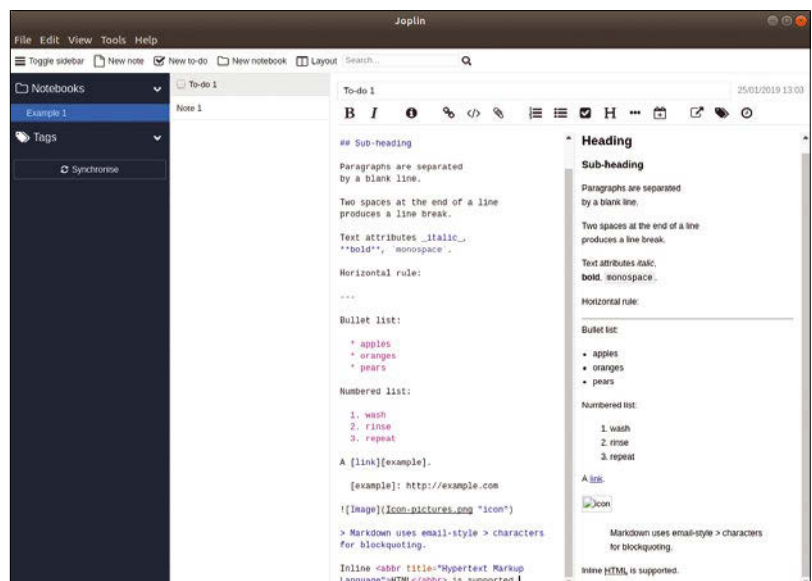 Joplin
File Edit View Tools Help
Toggle sidebar New note New to-do New notebook Layout Search...
Notebooks
Example 1
Tags
Synchronise
To-do 1
Note 1
To-do 1 25/01/2019 13:03
B I H
## Sub-heading
Paragraphs are separated
by a blank line.
Two spaces at the end of a line
produces a line break.
Text attributes _italic_,
**bold**, `monospace`.
Horizontal rule:
---
Bullet list:
* apples
* oranges
* pears
Numbered list:
1. wash
2. rinse
3. repeat
A [link][example].
[example]: http://example.com
![Image](Icon-pictures.png "icon")
> Markdown uses email-style > characters
for blockquoting.
Inline <abbr title="Hypertext Markup
Language">HTML</abbr> is supported.
Heading
Sub-heading
Paragraphs are separated
by a blank line.
Two spaces at the end of a line
produces a line break.
Text attributes italic,
bold, monospace.
Horizontal rule:
Bullet list:
• apples
• oranges
• pears
Numbered list:
1. wash
2. rinse
3. repeat
A link.
icon
Markdown uses email-style > characters
for blockquoting.
Inline HTML is supported.